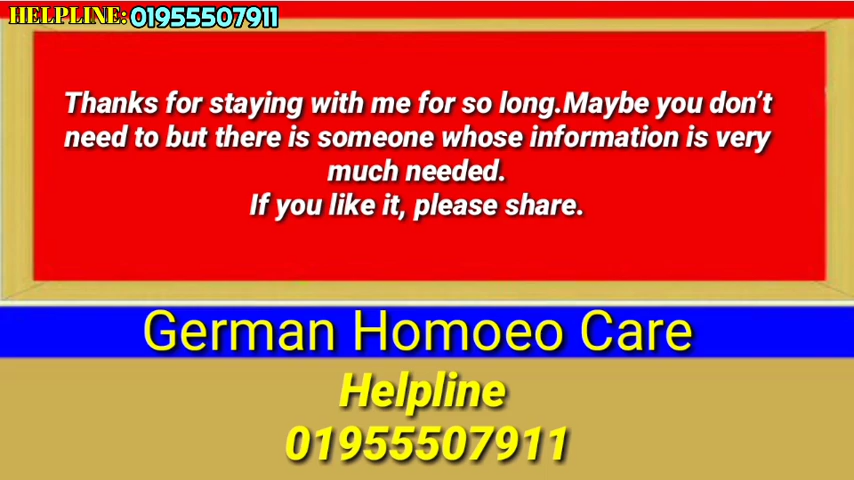 HELPLINE: 01955507911
Thanks for staying with me for so long.Maybe you don't
need to but there is someone whose information is very
much needed.
If you like it, please share.
German Homoeo Care
Helpline
01955507911